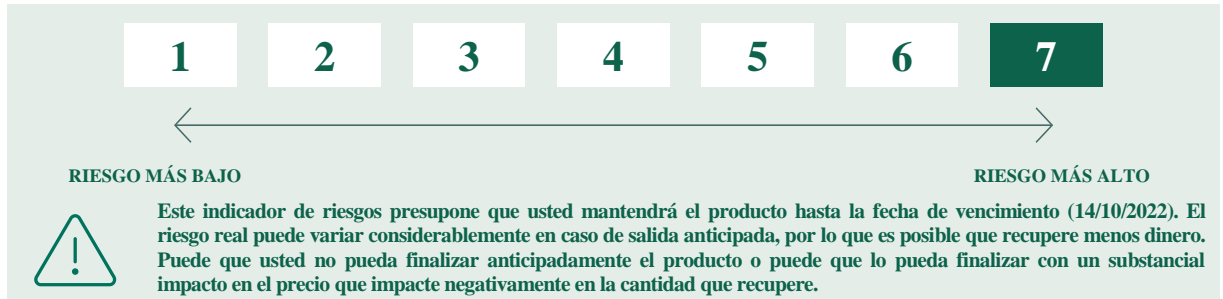 1 2 3 4 5 6 7
RIESGO MÁS BAJO RIESGO MÁS ALTO
Este indicador de riesgos presupone que usted mantendrá el producto hasta la fecha de vencimiento (14/10/2022). El
riesgo real puede variar considerablemente en caso de salida anticipada, por lo que es posible que recupere menos dinero.
Puede que usted no pueda finalizar anticipadamente el producto o puede que lo pueda finalizar con un substancial
impacto en el precio que impacte negativamente en la cantidad que recupere.